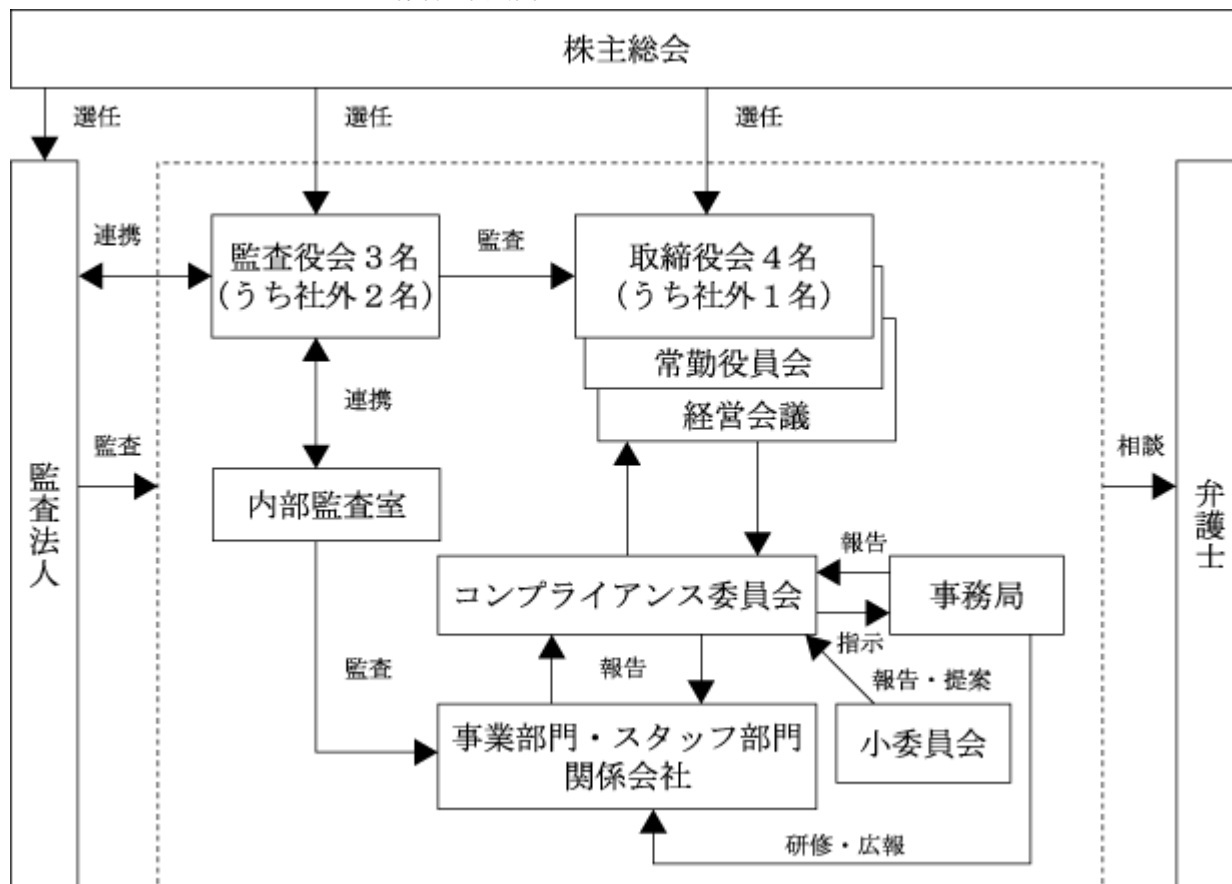 株主総会
選任
選任
選任
連携
監査役会３名
(うち社外２名)
監査
取締役会４名
(うち社外１名)
常勤役員会
経営会議
連携
監査
相談
監査法人
弁護士
内部監査室
報告
コンプライアンス委員会
事務局
指示
監査
報告
報告・提案
事業部門・スタッフ部門
関係会社
小委員会
研修・広報